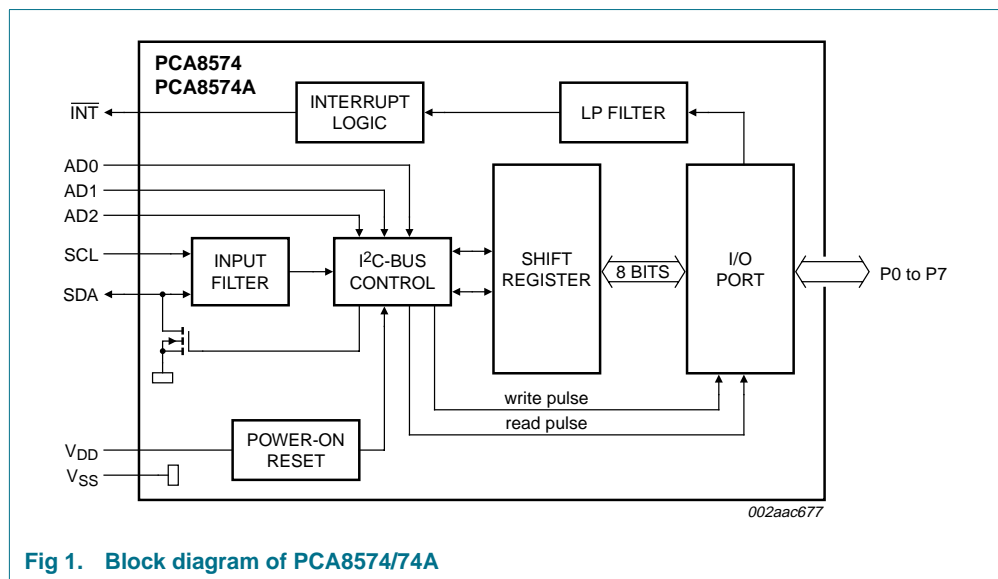 PCA8574
PCA8574A
INT
INTERRUPT
LOGIC
LP FILTER
AD0
AD1
AD2
SCL
SDA
INPUT
FILTER
I2C-BUS
CONTROL
SHIFT
REGISTER
8 BITS
I/O
PORT
P0 to P7
write pulse
read pulse
VDD
VSS
POWER-ON
RESET
002aac677
Fig 1. Block diagram of PCA8574/74A